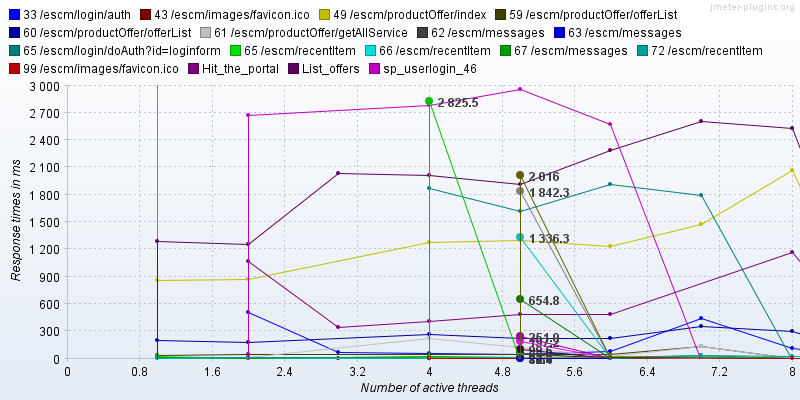 jmeter-plugins.org
33 /escm/login/auth 43 /escm/images/favicon.ico 49 /escm/productOffer/index 59 /escm/productOffer/offerList
60 /escm/productOffer/offerList 61 /escm/productOffer/getAllService 62 /escm/messages 63 /escm/messages
65 /escm/login/doAuth?id=loginform 65 /escm/recentItem 66 /escm/recentItem 67 /escm/messages 72 /escm/recentItem
99 /escm/images/favicon.ico Hit_the_portal List_offers sp_userlogin_46
3 000
2 700
2 400
2 100
1 800
1 500
1 200
900
600
300
0
Response times in ms
2 825.5
2 016
1 842.3
1 336.3
654.8
0 0.8 1.6 2.4 3.2 4 4.8 5.6 6.4 7.2 8
Number of active threads